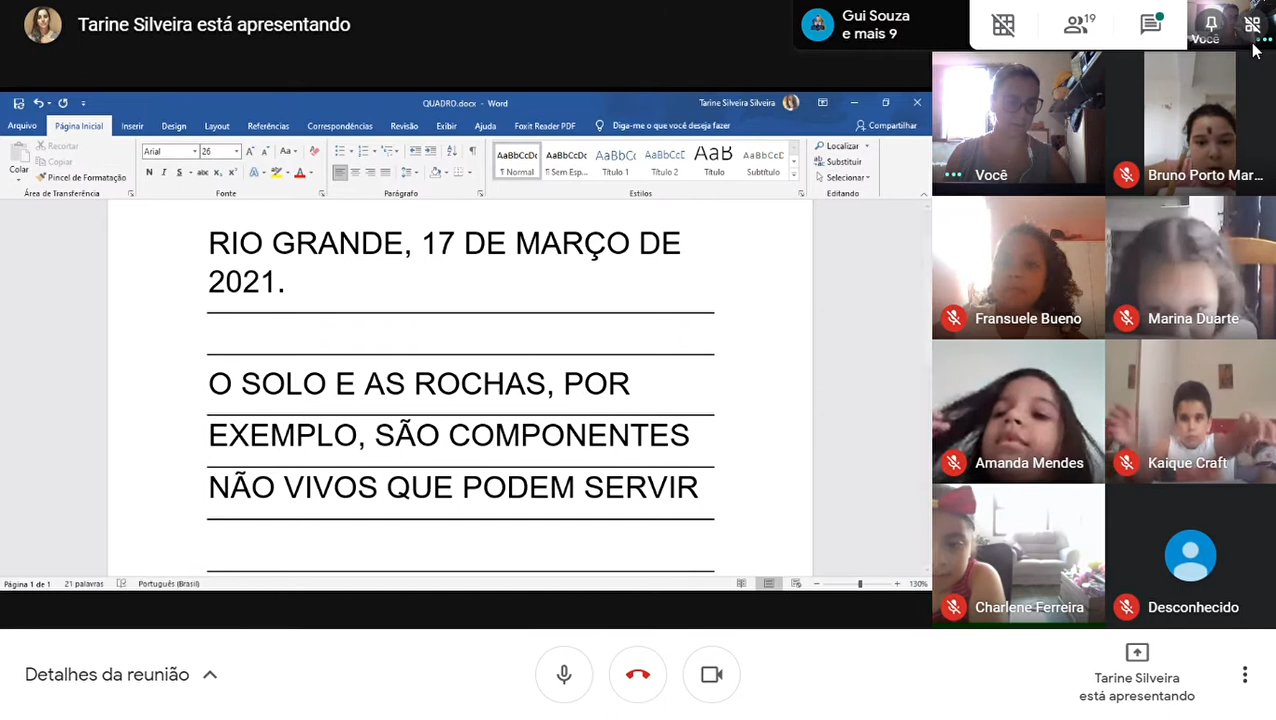 Tarine Silveira está apresentando
Gui Souza
e mais 9
19
Você
QUADRO.docx - Word
Tarine Silveira Silveira
Arquivo Página Inicial Inserir Design Layout Referências Correspondências Revisão Exibir Ajuda Foxit Reader PDF Diga-me o que você deseja fazer Compartilhar
Colar
Recortar
Copiar
Pincel de Formatação
Área de Transferência
Arial 26
N I S abc x₂ x²
Fonte
Parágrafo
AaBbCcDc AaBbCcDc AaBbCc AaBbCcD AaB AaBbCcD
¶ Normal ¶ Sem Esp... Título 1 Título 2 Título Subtítulo
Estilos
Localizar
Substituir
Selecionar
Editando
RIO GRANDE, 17 DE MARÇO DE
2021.
O SOLO E AS ROCHAS, POR
EXEMPLO, SÃO COMPONENTES
NÃO VIVOS QUE PODEM SERVIR
Página 1 de 1 21 palavras Português (Brasil) 130%
Você
Bruno Porto Mar...
Fransuele Bueno
Marina Duarte
Amanda Mendes
Kaique Craft
Charlene Ferreira
Desconhecido
Detalhes da reunião
Tarine Silveira
está apresentando